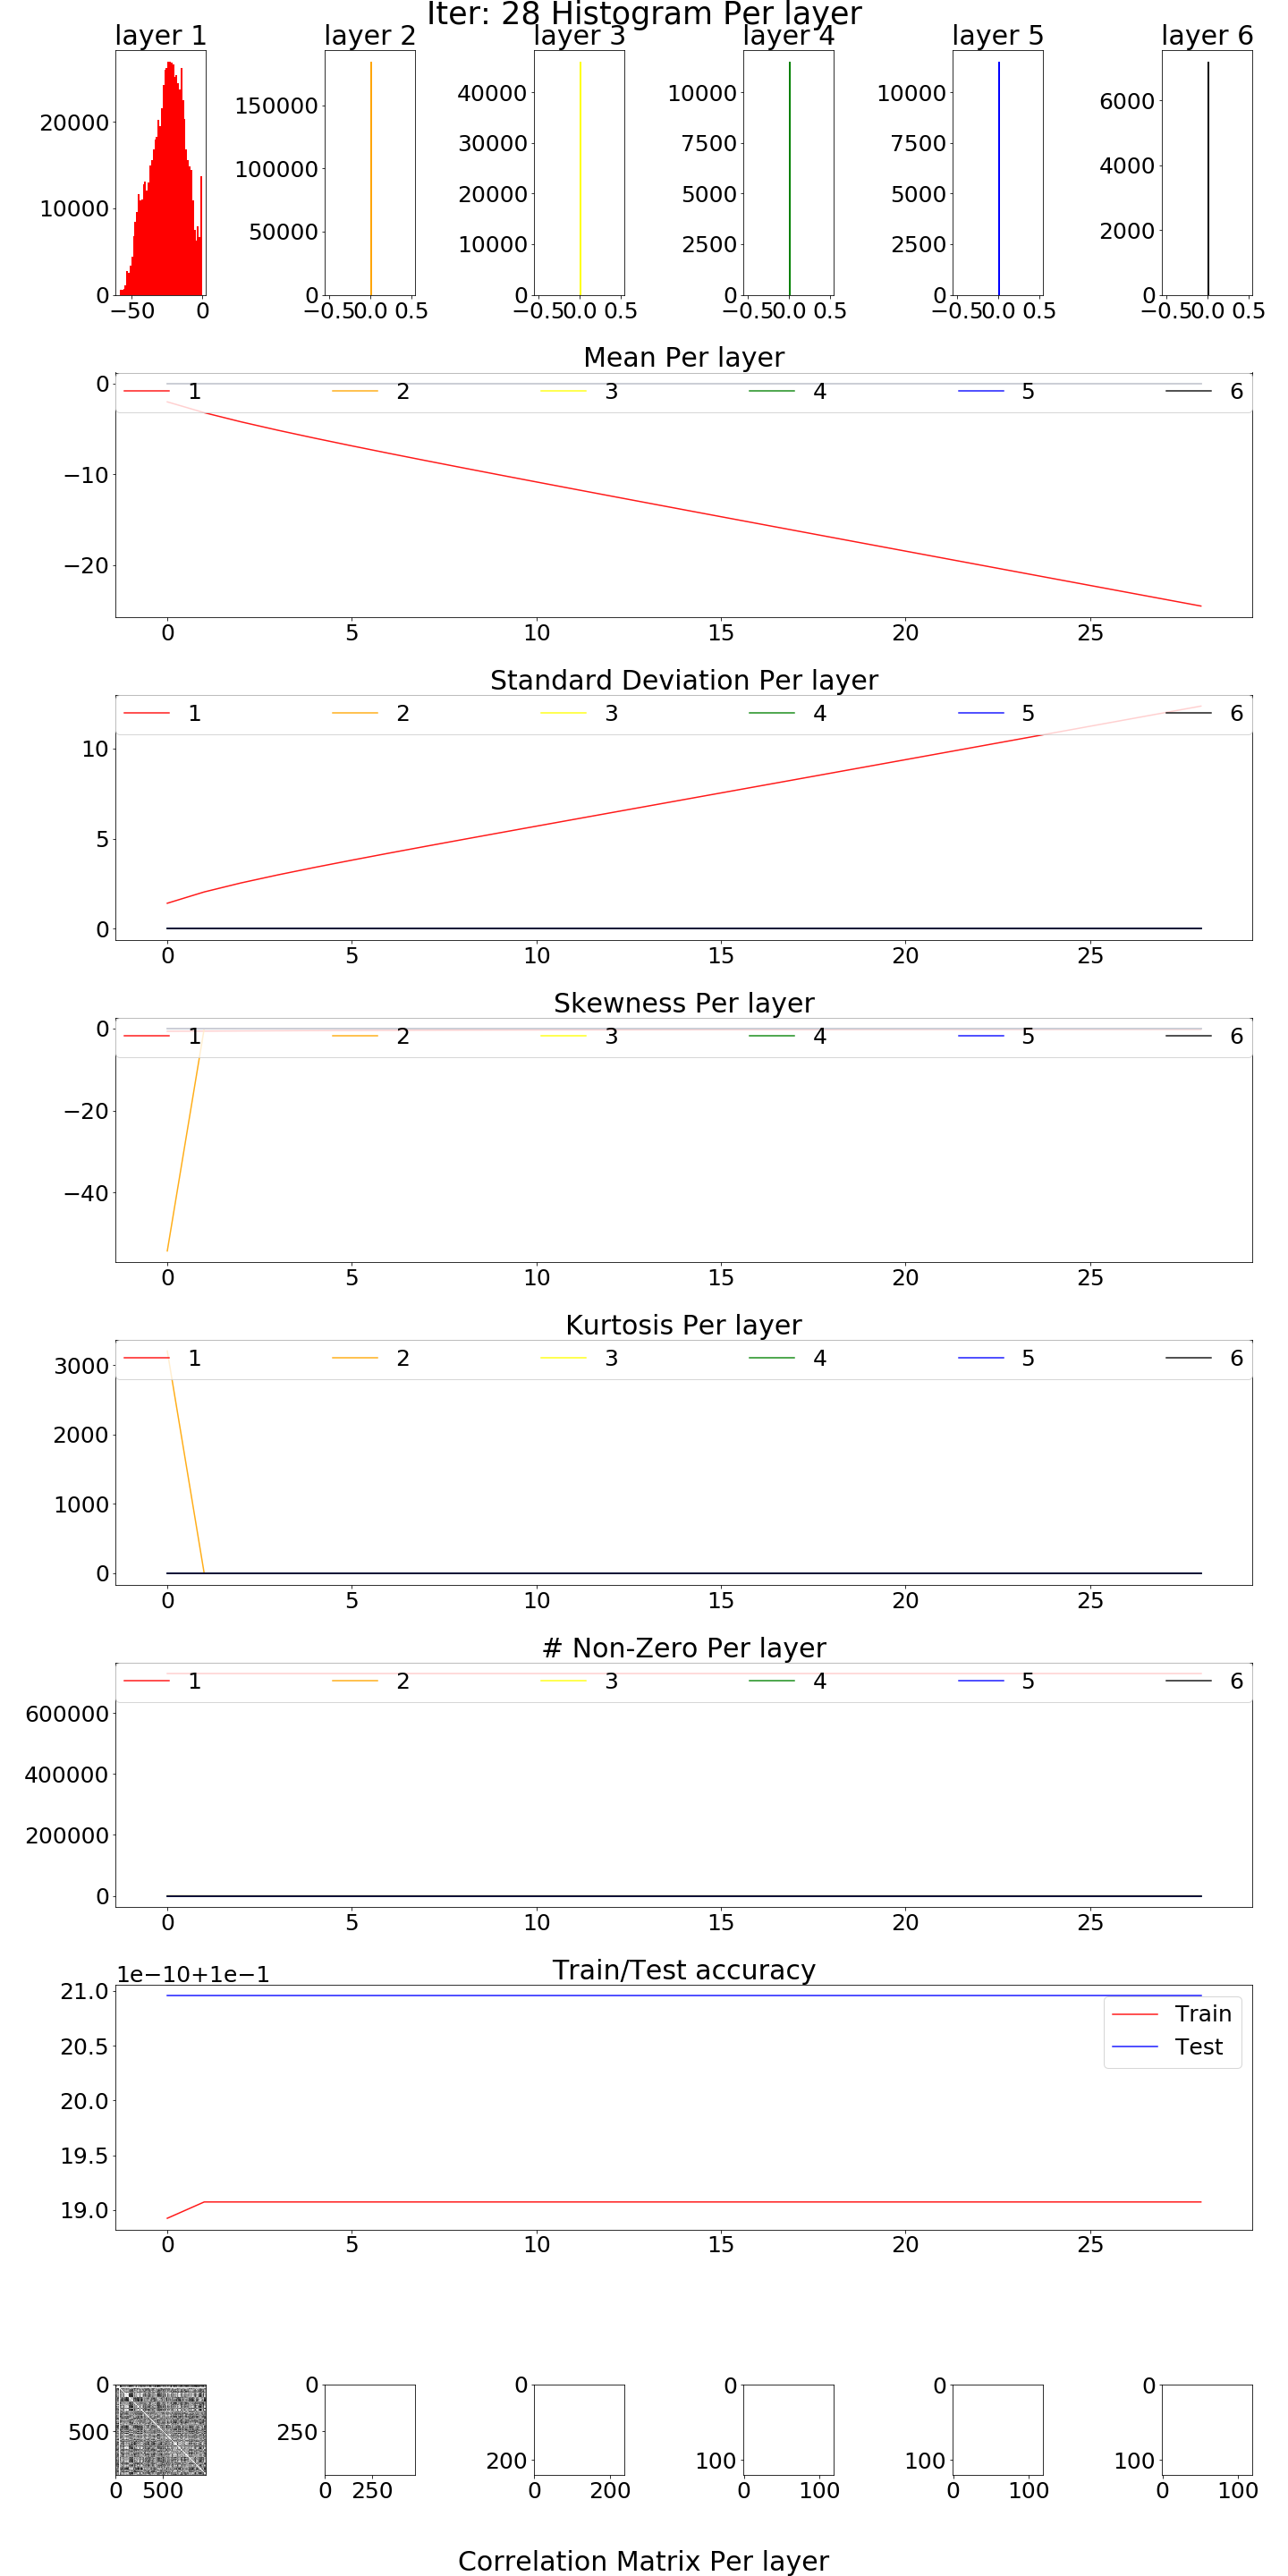 Iter: 28 Histogram Per layer
layer 1 layer 2 layer 3 layer 4 layer 5 layer 6
20000
10000
0
−50 0
150000
100000
50000
0
−0.5 0.0 0.5
40000
30000
20000
10000
0
−0.5 0.0 0.5
10000
7500
5000
2500
0
−0.5 0.0 0.5
10000
7500
5000
2500
0
−0.5 0.0 0.5
6000
4000
2000
0
−0.5 0.0 0.5
Mean Per layer
1 2 3 4 5 6
0
−10
−20
0 5 10 15 20 25
Standard Deviation Per layer
1 2 3 4 5 6
10
5
0
0 5 10 15 20 25
Skewness Per layer
1 2 3 4 5 6
0
−20
−40
0 5 10 15 20 25
Kurtosis Per layer
1 2 3 4 5 6
3000
2000
1000
0
0 5 10 15 20 25
# Non-Zero Per layer
1 2 3 4 5 6
600000
400000
200000
0
0 5 10 15 20 25
Train/Test accuracy
1e−10+1e−1
21.0
20.5
20.0
19.5
19.0
Train
Test
0 5 10 15 20 25
0
500
0 500
0
250
0 250
0
200
0 200
0
100
0 100
0
100
0 100
0
100
0 100
Correlation Matrix Per layer